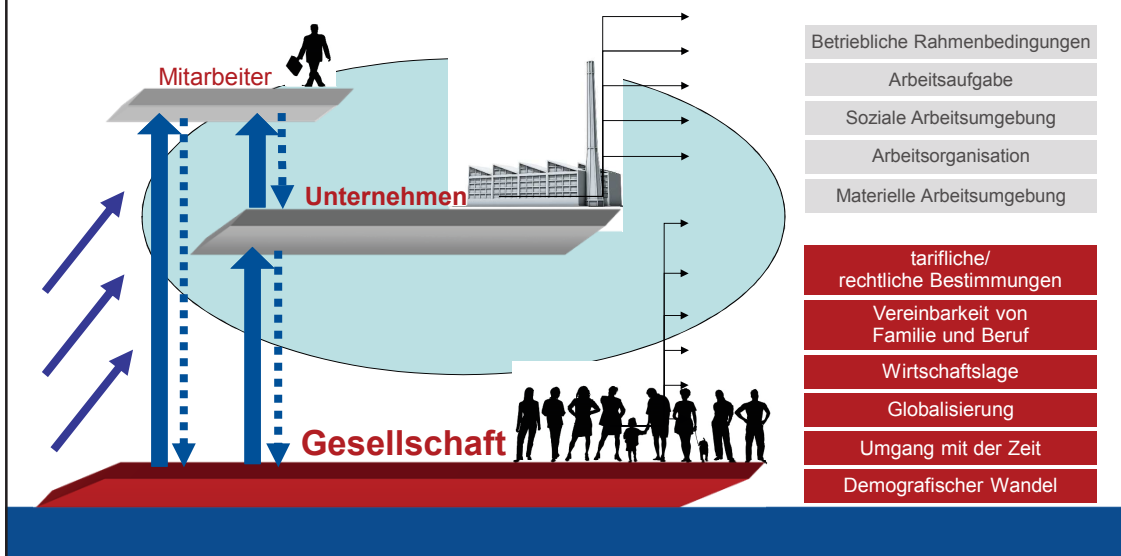 Mitarbeiter
Unternehmen
Gesellschaft
Betriebliche Rahmenbedingungen
Arbeitsaufgabe
Soziale Arbeitsumgebung
Arbeitsorganisation
Materielle Arbeitsumgebung
tarifliche/
rechtliche Bestimmungen
Vereinbarkeit von
Familie und Beruf
Wirtschaftslage
Globalisierung
Umgang mit der Zeit
Demografischer Wandel